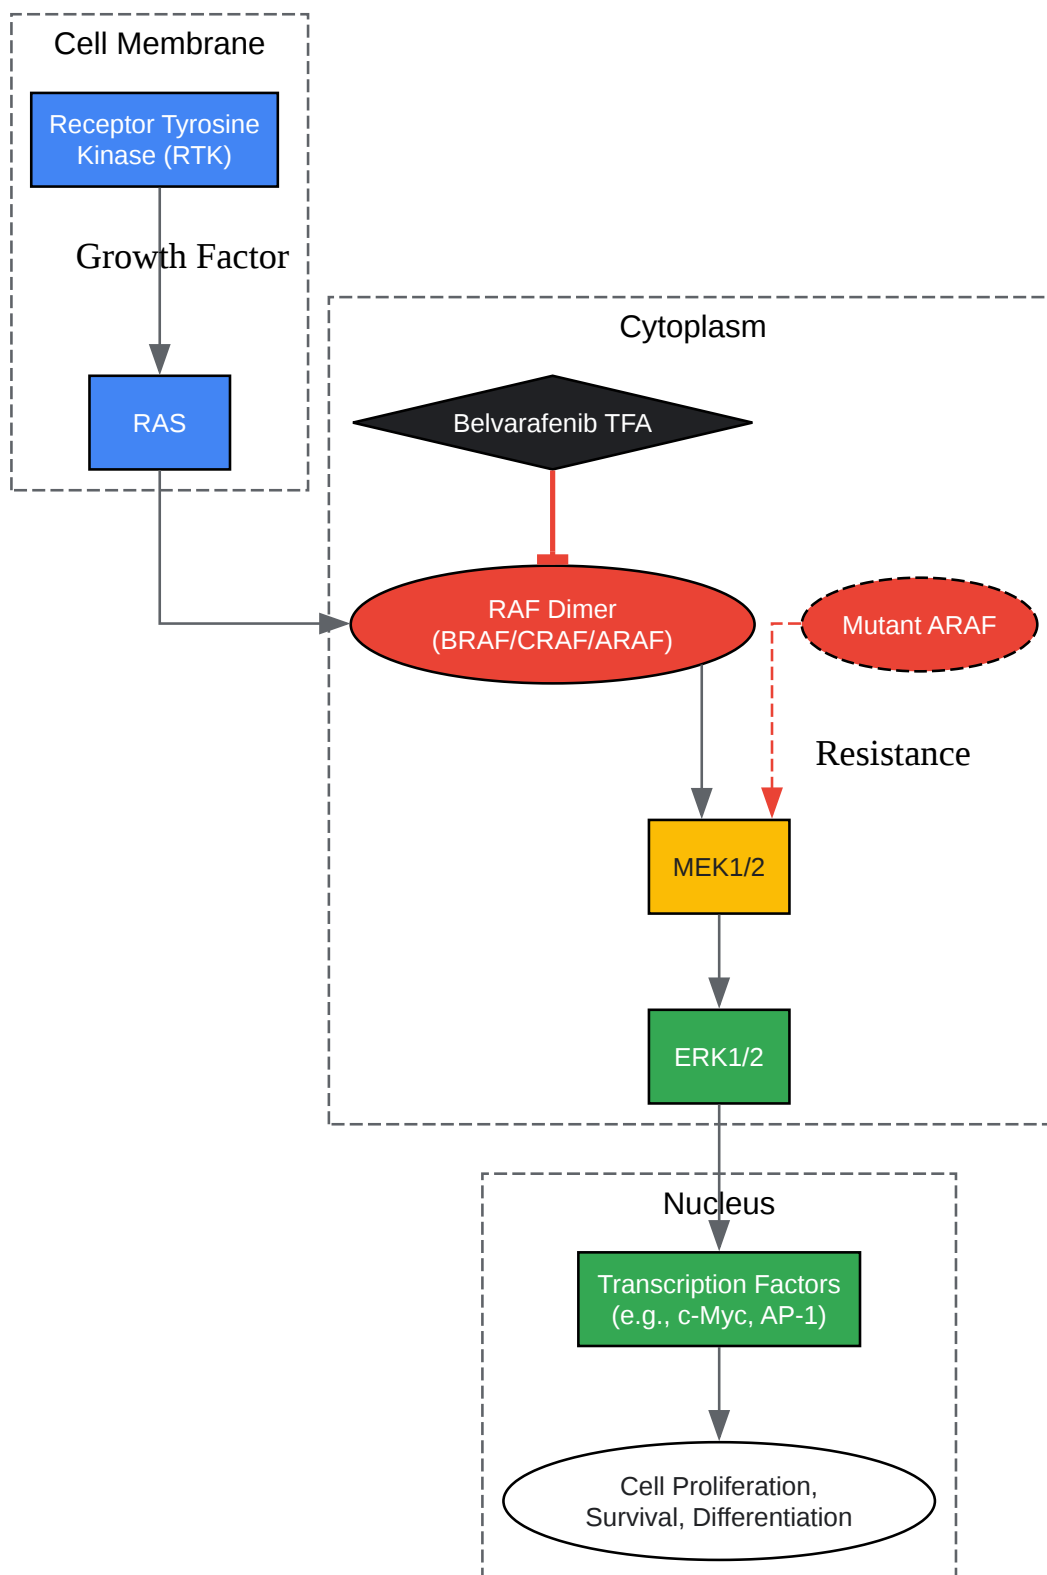 Cell Membrane
Receptor Tyrosine
Kinase (RTK)
Growth Factor
RAS
Cytoplasm
Belvarafenib TFA
RAF Dimer
(BRAF/CRAF/ARAF)
Mutant ARAF
Resistance
MEK1/2
ERK1/2
Nucleus
Transcription Factors
(e.g., c-Myc, AP-1)
Cell Proliferation,
Survival, Differentiation